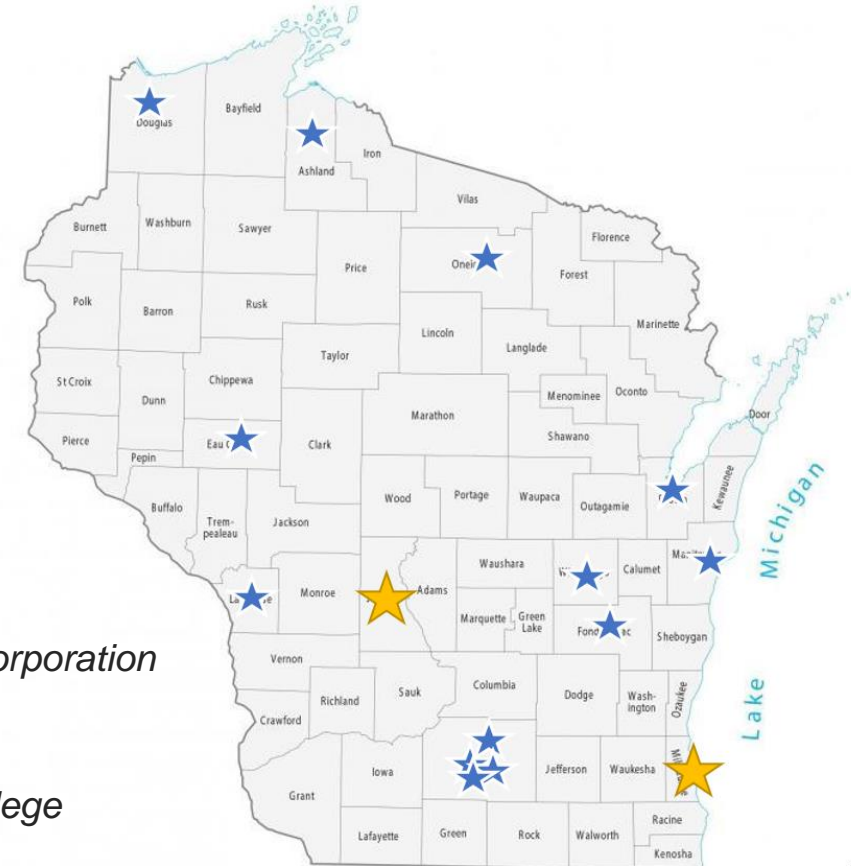 Douglas
Bayfield
Ashland
Iron
Vilas
Burnett
Washburn
Sawyer
Florence
Price
Forest
Polk
Barron
Rusk
Lincoln
Marinette
Taylor
Langlade
St Croix
Chippewa
Dunn
Menominee
Oconto
Marathon
Door
Pierce
Eau
Clark
Shawano
Pepin
Kewaunee
Buffalo
Wood
Portage
Waupaca
Outagamie
Trem-
pealeau
Jackson
Waushara
Calumet
Monroe
Adams
Marquette
Green
Lake
Fond
Sheboygan
Michigan
Lake
orporation
Vernon
Richland
Sauk
Columbia
Dodge
Wash-
ington
Ozaukee
Crawford
Iowa
Jefferson
Waukesha
Grant
lege
Lafayette
Green
Rock
Walworth
Racine
Kenosha